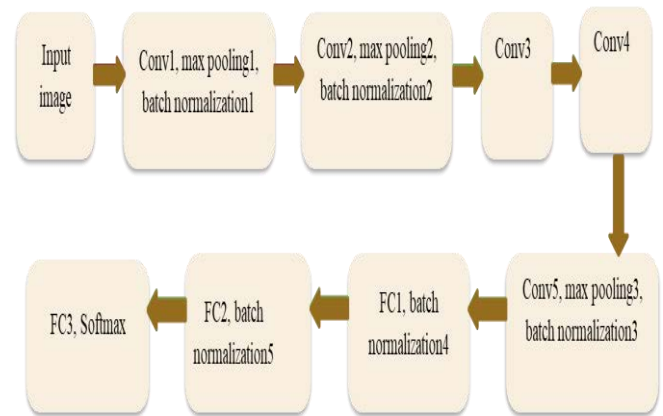 Input
image
Conv1, max pooling1,
batch normalization1
Conv2, max pooling2,
batch normalization2
Conv3
Conv4
Conv5, max pooling3,
batch normalization3
FC1, batch
normalization4
FC2, batch
normalization5
FC3, Softmax